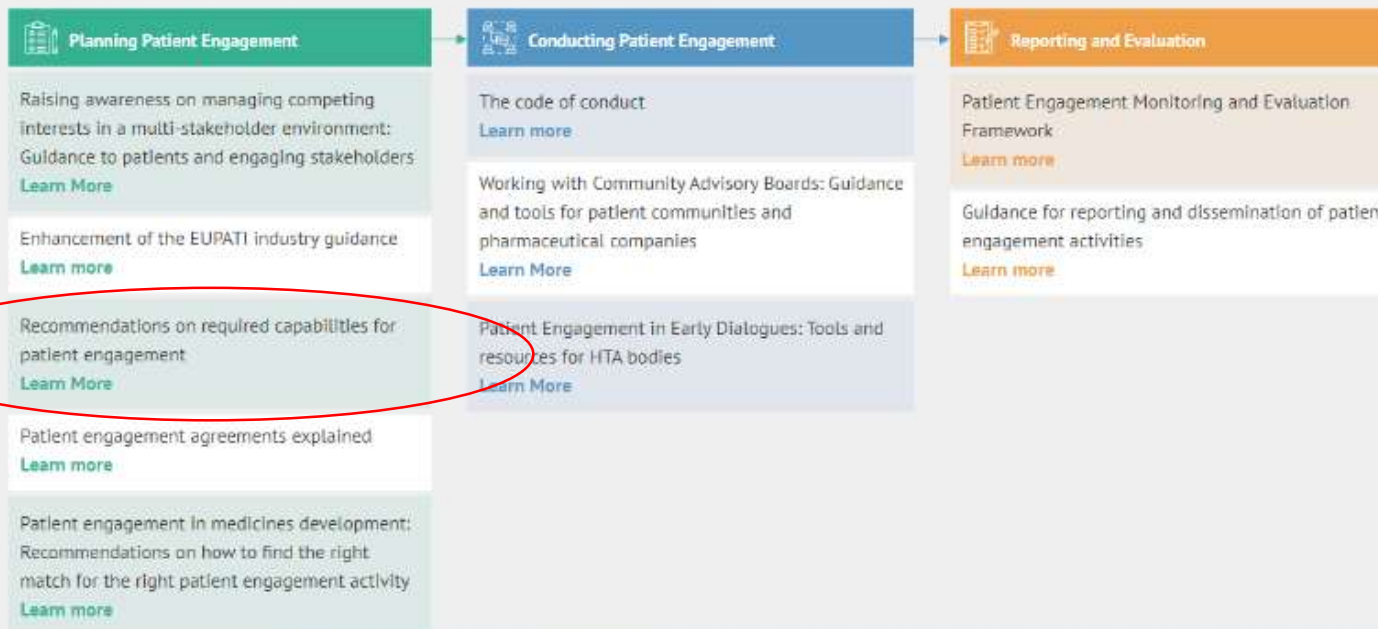 Planning Patient Engagement
Raising awareness on managing competing
interests in a multi-stakeholder environment:
Guidance to patients and engaging stakeholders
Learn More
Enhancement of the EUPATI industry guidance
Learn more
Recommendations on required capabilities for
patient engagement
Learn More
Patient engagement agreements explained
Learn more
Patient engagement in medicines development:
Recommendations on how to find the right
match for the right patient engagement activity
Learn more
Conducting Patient Engagement
The code of conduct
Learn more
Working with Community Advisory Boards: Guidance
and tools for patient communities and
pharmaceutical companies
Learn More
Patient Engagement in Early Dialogues: Tools and
resources for HTA bodies
Learn More
Reporting and Evaluation
Patient Engagement Monitoring and Evaluation
Framework
Learn more
Guidance for reporting and dissemination of patien
engagement activities
Learn more